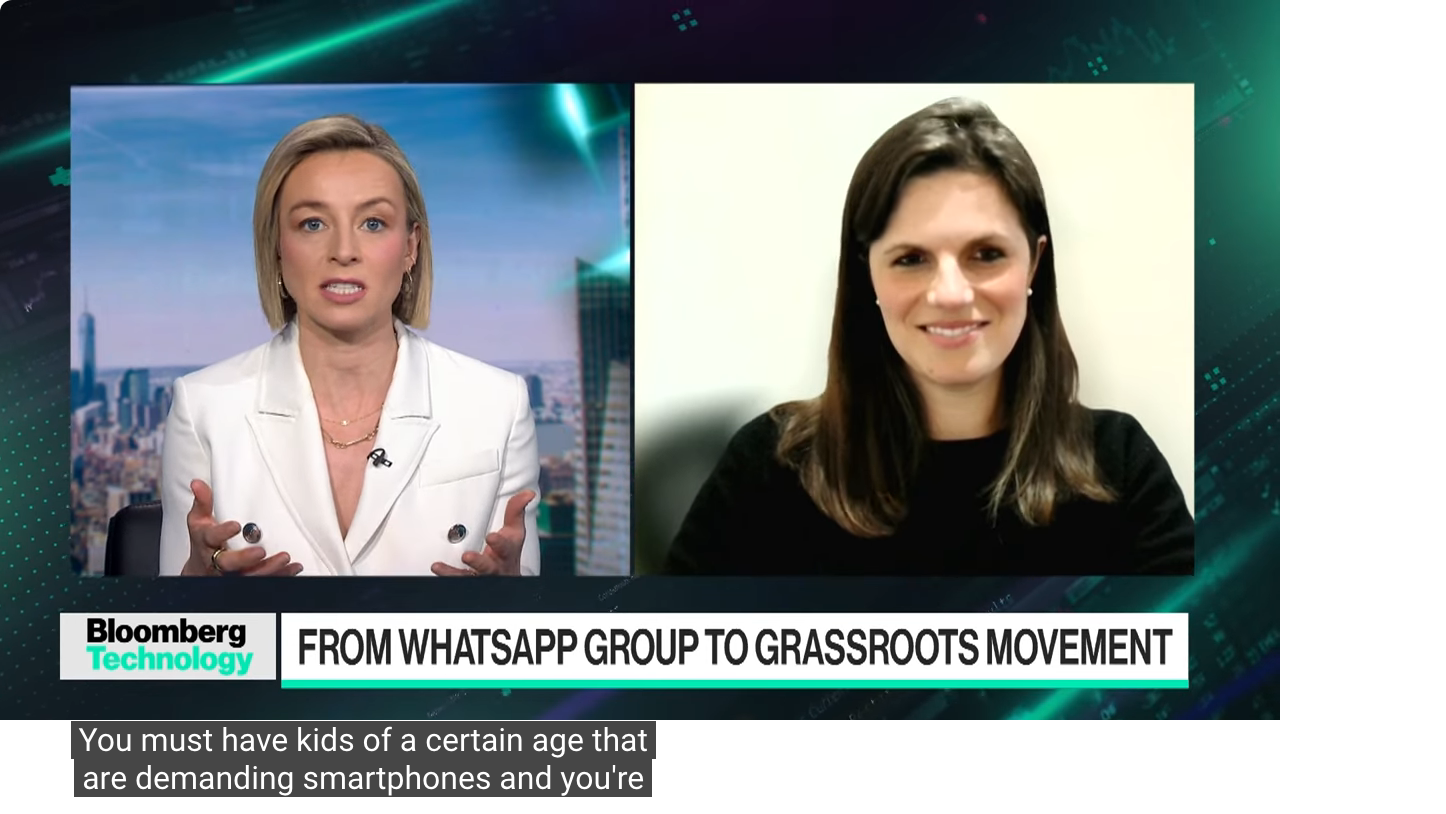 Bloomberg
Technology
FROM WHATSAPP GROUP TO GRASSROOTS MOVEMENT
You must have kids of a certain age that
are demanding smartphones and you're